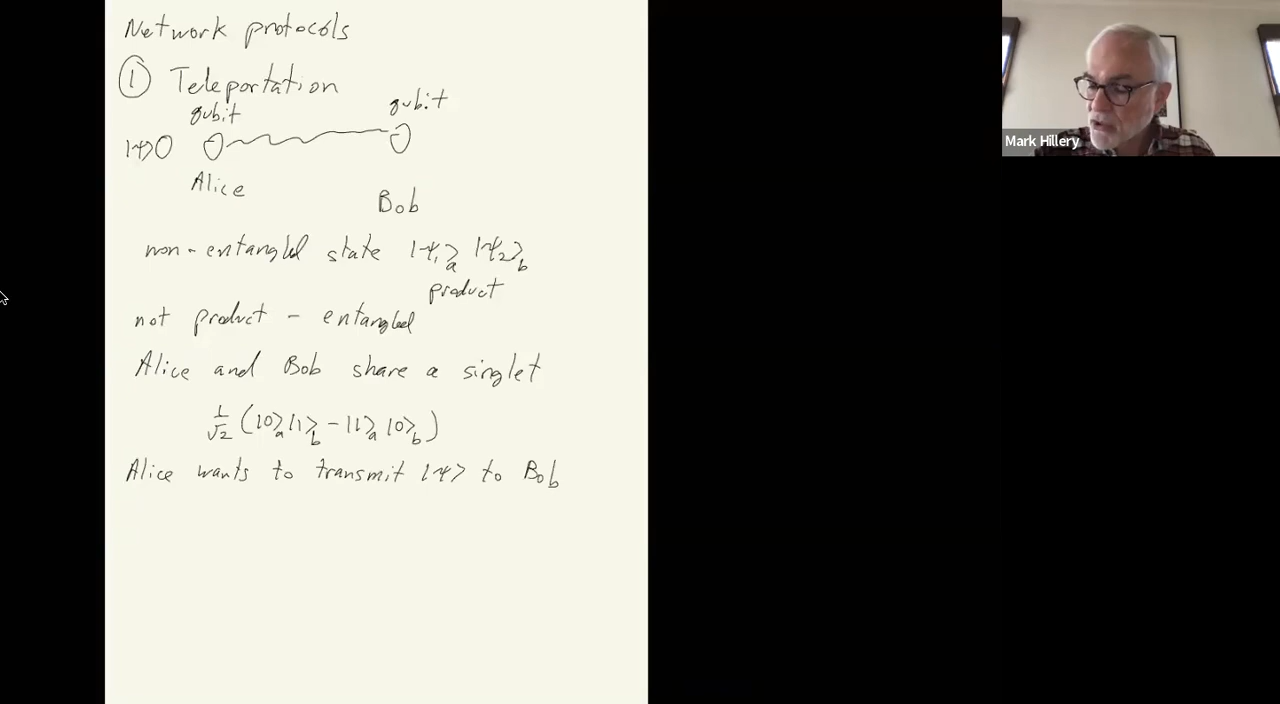 Network protocols
① Teleportation
qubit qubit
|ψ>
Alice
Bob
non-entangled state |ψ₁>ₐ |ψ₂>_b
product
not product - entangled
Alice and Bob share a singlet
1/√2 (|0>ₐ|1>_b - |1>ₐ|0>_b)
Alice wants to transmit |ψ> to Bob
Mark Hillery